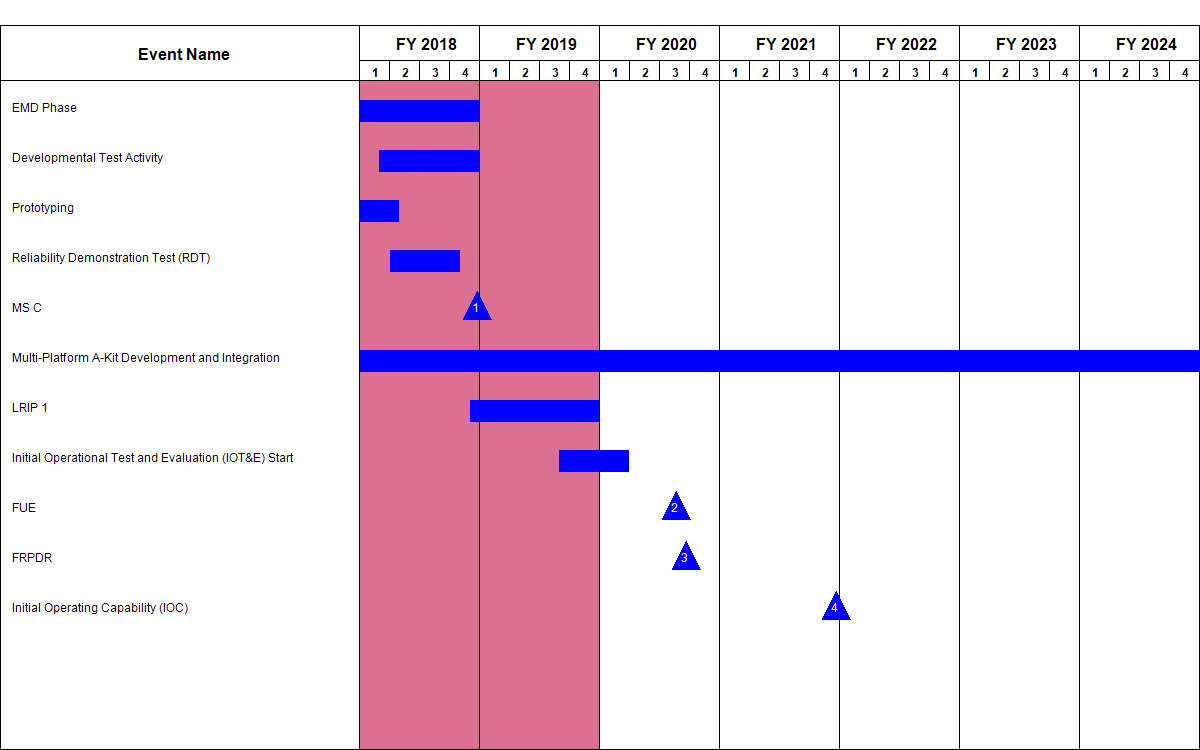 Event Name
FY 2018 FY 2019 FY 2020 FY 2021 FY 2022 FY 2023 FY 2024
1 2 3 4 1 2 3 4 1 2 3 4 1 2 3 4 1 2 3 4 1 2 3 4 1 2 3 4
EMD Phase
Developmental Test Activity
Prototyping
Reliability Demonstration Test (RDT)
MS C 1
Multi-Platform A-Kit Development and Integration
LRIP 1
Initial Operational Test and Evaluation (IOT&E) Start
FUE 2
FRPDR 3
Initial Operating Capability (IOC) 4